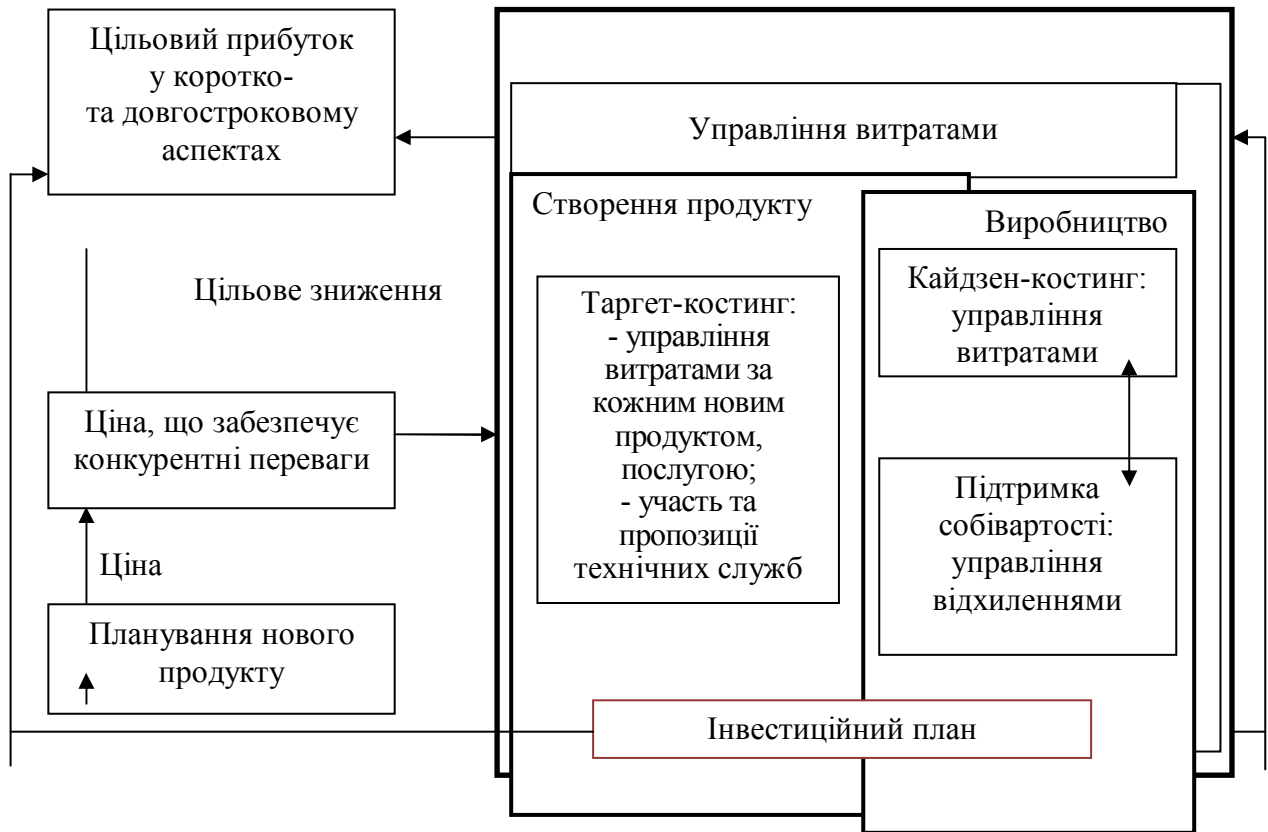 Цільовий прибуток
у коротко-
та довгостроковому
аспектах
Управління витратами
Створення продукту
Виробництво
Цільове зниження
Таргет-костинг:
- управління
витратами за
кожним новим
продуктом,
послугою;
- участь та
пропозиції
технічних служб
Кайдзен-костинг:
управління
витратами
Ціна, що забезпечує
конкурентні переваги
Підтримка
собівартості:
управління
відхиленнями
Ціна
Планування нового
продукту
Інвестиційний план